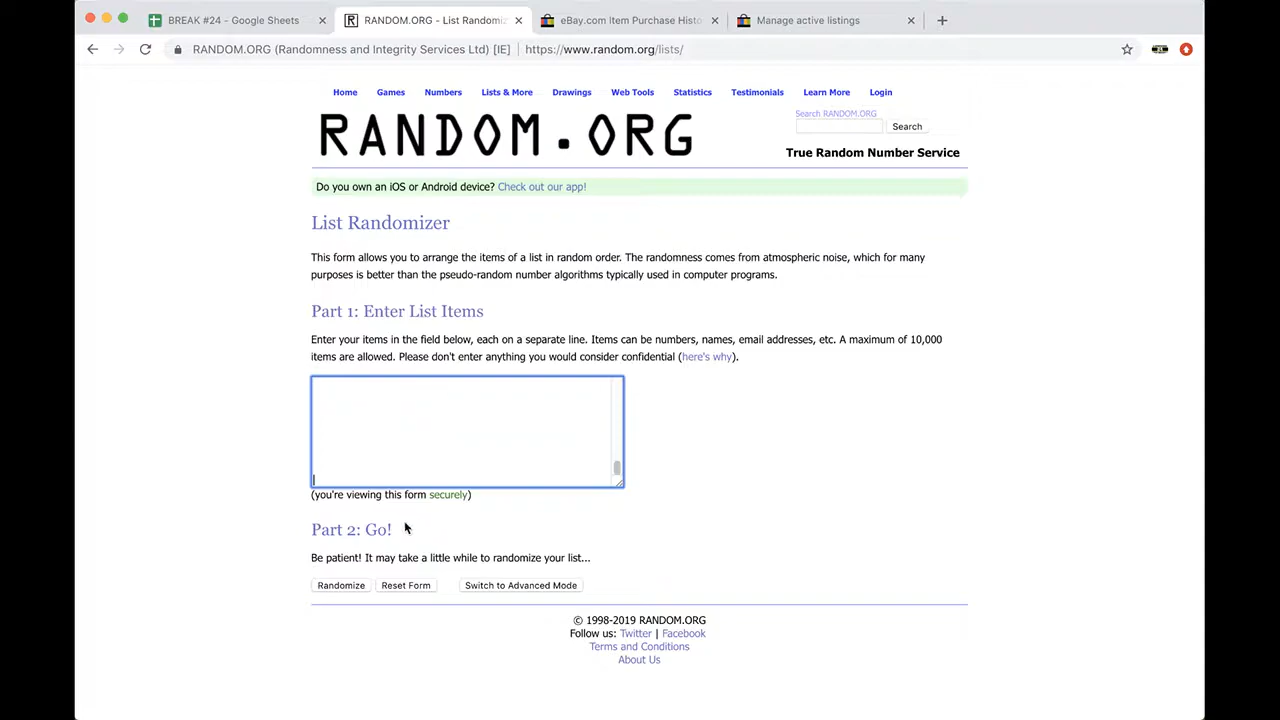 BREAK #24 - Google Sheets
RANDOM.ORG - List Randomiz
eBay.com Item Purchase Histo
Manage active listings
RANDOM.ORG (Randomness and Integrity Services Ltd) [IE] | https://www.random.org/lists/
Home Games Numbers Lists & More Drawings Web Tools Statistics Testimonials Learn More Login
RANDOM.ORG
Search RANDOM.ORG
Search
True Random Number Service
Do you own an iOS or Android device? Check out our app!
List Randomizer
This form allows you to arrange the items of a list in random order. The randomness comes from atmospheric noise, which for many
purposes is better than the pseudo-random number algorithms typically used in computer programs.
Part 1: Enter List Items
Enter your items in the field below, each on a separate line. Items can be numbers, names, email addresses, etc. A maximum of 10,000
items are allowed. Please don't enter anything you would consider confidential (here's why).
(you're viewing this form securely)
Part 2: Go!
Be patient! It may take a little while to randomize your list...
Randomize Reset Form Switch to Advanced Mode
© 1998-2019 RANDOM.ORG
Follow us: Twitter | Facebook
Terms and Conditions
About Us